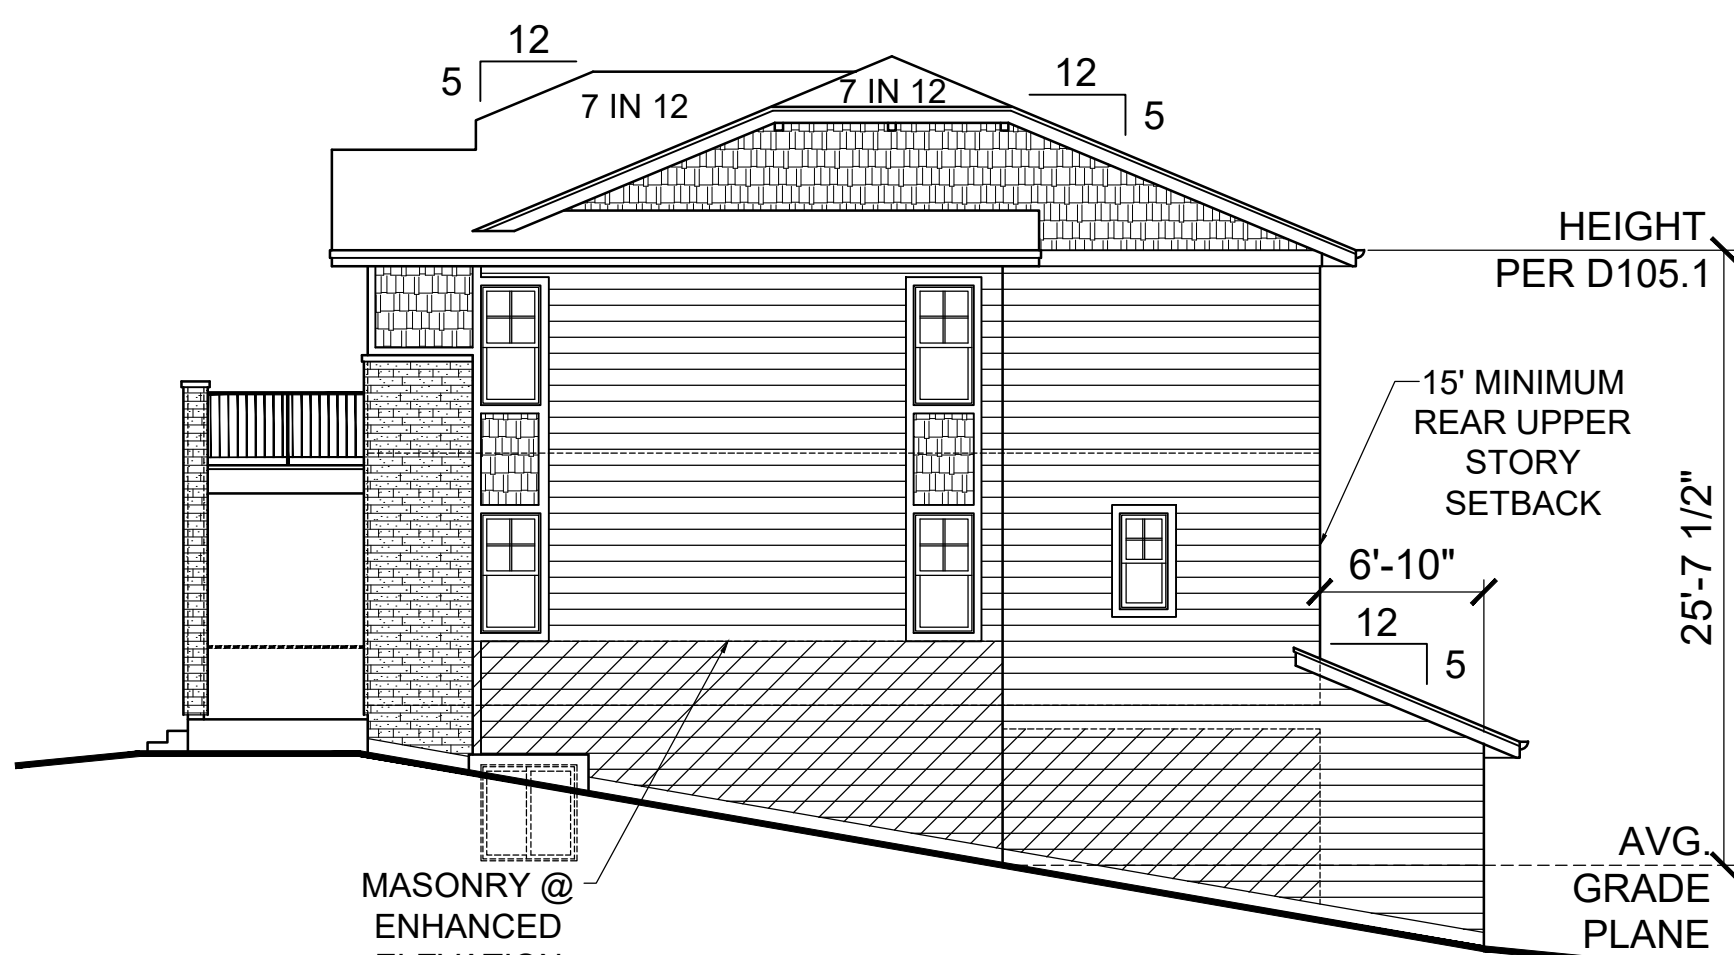 12
5
7 IN 12
7 IN 12
12
5
HEIGHT
PER D105.1
15' MINIMUM
REAR UPPER
STORY
SETBACK
25'-7 1/2"
6'-10"
12
5
AVG.
GRADE
PLANE
MASONRY @
ENHANCED
ELEVATION